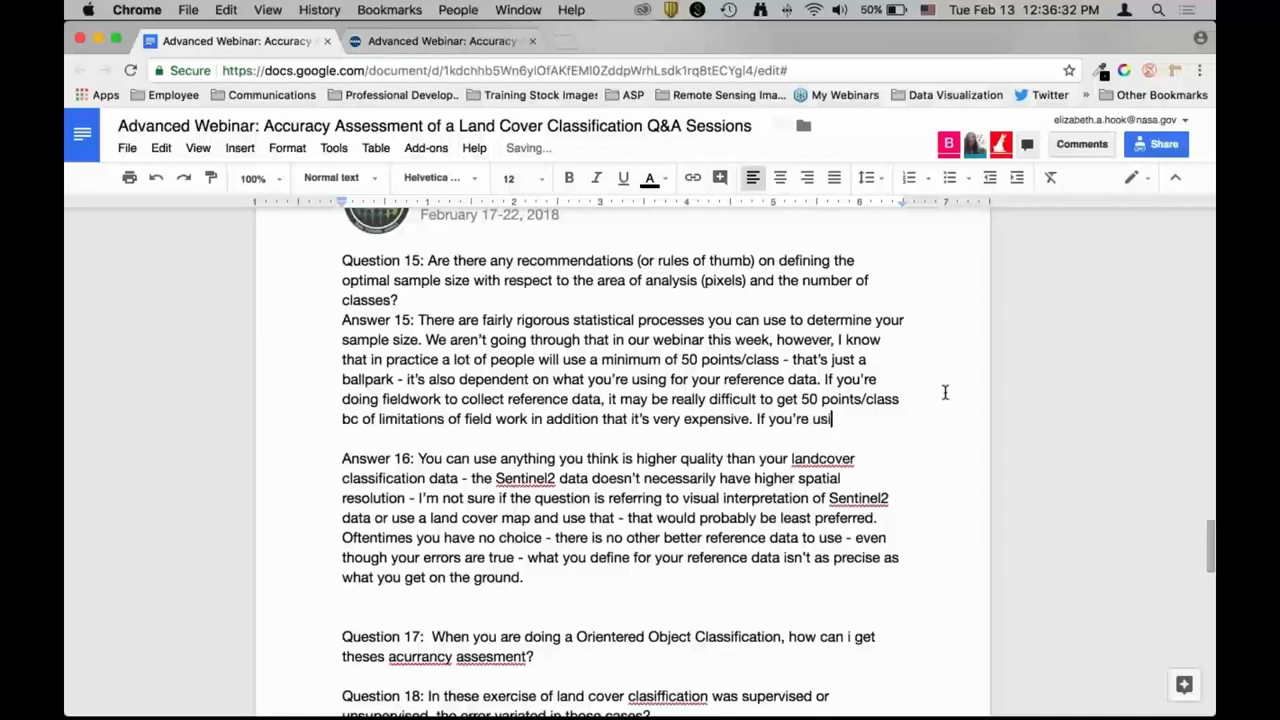 Chrome File Edit View History Bookmarks People Window Help 50% Tue Feb 13 12:36:32 PM
Advanced Webinar: Accuracy Advanced Webinar: Accuracy
Secure https://docs.google.com/document/d/1kdchhb5Wn6ylOfAKfEMl0ZddpWrhLsdk1rq8tECYgl4/edit#
Apps Employee Communications Professional Develop.. Training Stock Images ASP Remote Sensing Ima... My Webinars Data Visualization Twitter » Other Bookmarks
elizabeth.a.hook@nasa.gov
Advanced Webinar: Accuracy Assessment of a Land Cover Classification Q&A Sessions
B Comments Share
File Edit View Insert Format Tools Table Add-ons Help Saving...
100% Normal text Helvetica ... 12 B I U A
1 1 2 3 4 5 6 7
February 17-22, 2018
Question 15: Are there any recommendations (or rules of thumb) on defining the
optimal sample size with respect to the area of analysis (pixels) and the number of
classes?
Answer 15: There are fairly rigorous statistical processes you can use to determine your
sample size. We aren't going through that in our webinar this week, however, I know
that in practice a lot of people will use a minimum of 50 points/class - that's just a
ballpark - it's also dependent on what you're using for your reference data. If you're
doing fieldwork to collect reference data, it may be really difficult to get 50 points/class
bc of limitations of field work in addition that it's very expensive. If you're usi
Answer 16: You can use anything you think is higher quality than your landcover
classification data - the Sentinel2 data doesn't necessarily have higher spatial
resolution - I'm not sure if the question is referring to visual interpretation of Sentinel2
data or use a land cover map and use that - that would probably be least preferred.
Oftentimes you have no choice - there is no other better reference data to use - even
though your errors are true - what you define for your reference data isn't as precise as
what you get on the ground.
Question 17: When you are doing a Orientered Object Classification, how can i get
theses acurrancy assesment?
Question 18: In these exercise of land cover clasiffication was supervised or
unsupervised, the error variated in those cases?